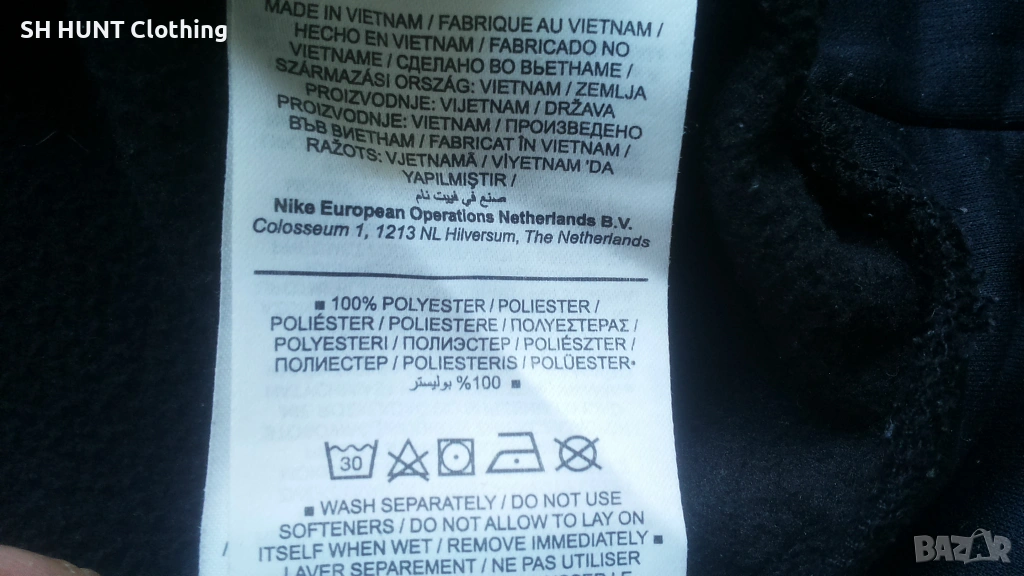 SH HUNT Clothing
MADE IN VIETNAM / FABRIQUE AU VIETNAM /
HECHO EN VIETNAM / FABRICADO NO
VIETNAME / СДЕЛАНО ВО ВЬЕТНАМЕ /
SZÁRMAZÁSI ORSZÁG: VIETNAM / ZEMLJA
PROIZVODNJE: VIJETNAM / DRŽAVA
PROIZVODNJE: VIETNAM / ПРОИЗВЕДЕНО
ВЪВ ВИЕТНАМ / FABRICAT ÎN VIETNAM /
RAŽOTS: VJETNAMĀ / VİYETNAM 'DA
YAPILMIŞTIR /
صنع في فييت نام
Nike European Operations Netherlands B.V.
Colosseum 1, 1213 NL Hilversum, The Netherlands
■ 100% POLYESTER / POLIESTER /
POLIÉSTER / POLIESTERE / ΠΟΛΥΕΣΤΕΡΑΣ /
POLYESTERI / ПОЛИЭСТЕР / POLIÉSZTER /
ПОЛИЕСТЕР / POLIESTERIS / POLÜESTER•
100% بوليستر ■
30
■ WASH SEPARATELY / DO NOT USE
SOFTENERS / DO NOT ALLOW TO LAY ON
ITSELF WHEN WET / REMOVE IMMEDIATELY ■
LAVER SEPAREMENT / NE PAS UTILISER
BAZAR